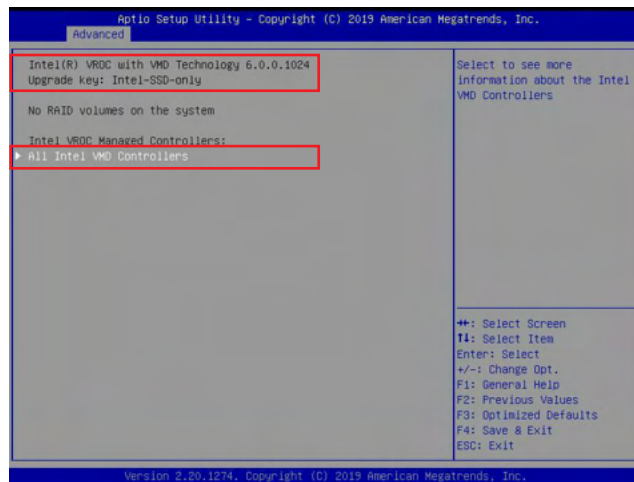 Aptio Setup Utility – Copyright (C) 2019 American Megatrends, Inc.
Advanced
Intel(R) VROC with VMD Technology 6.0.0.1024
Upgrade key: Intel-SSD-only
No RAID volumes on the system
Intel VROC Managed Controllers:
▶ All Intel VMD Controllers
Select to see more
information about the Intel
VMD Controllers
↔: Select Screen
↑↓: Select Item
Enter: Select
+/-: Change Opt.
F1: General Help
F2: Previous Values
F3: Optimized Defaults
F4: Save & Exit
ESC: Exit
Version 2.20.1274. Copyright (C) 2019 American Megatrends, Inc.